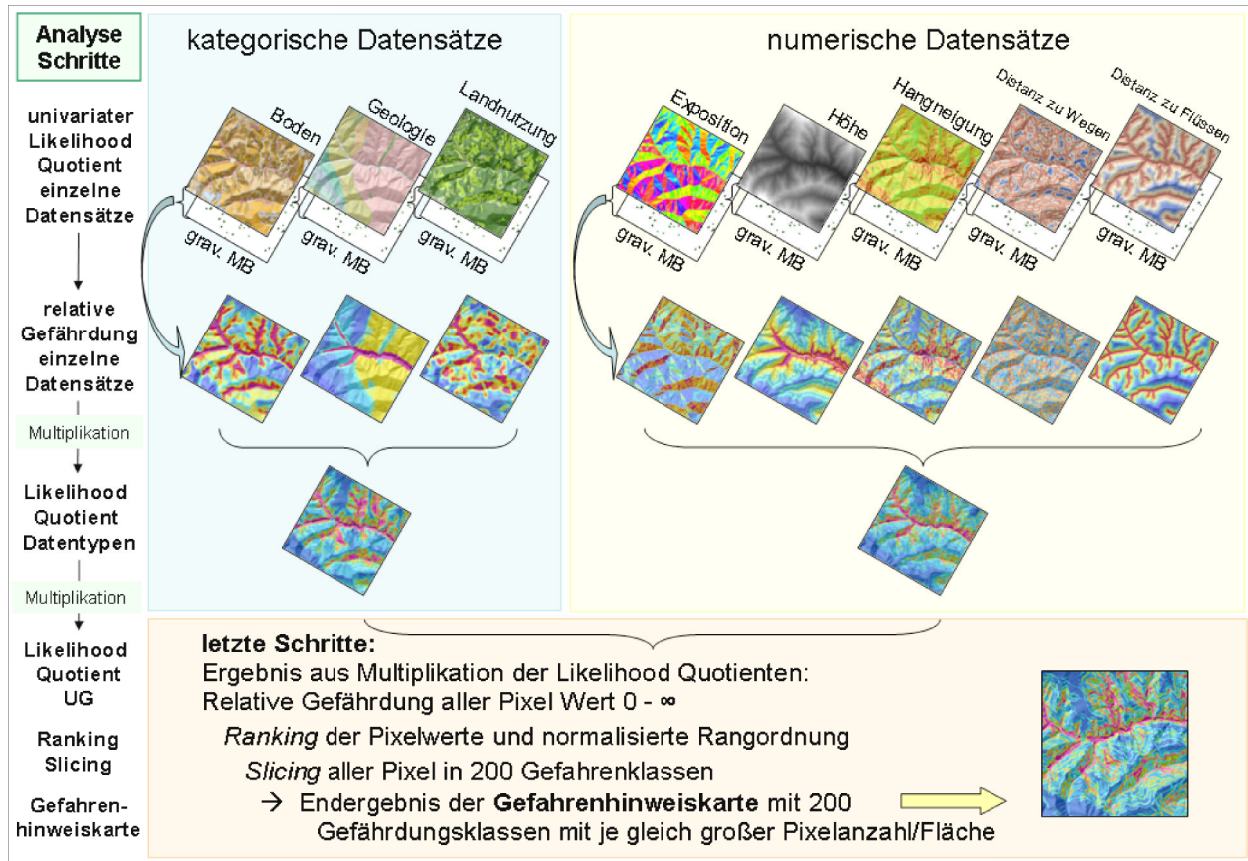 Analyse
Schritte
univariater
Likelihood
Quotient
einzelne
Datensätze
relative
Gefährdung
einzelne
Datensätze
Multiplikation
Likelihood
Quotient
Datentypen
Multiplikation
Likelihood
Quotient
UG
Ranking
Slicing
Gefahren-
hinweiskarte
kategorische Datensätze
Boden
Geologie
Landnutzung
grav. MB
grav. MB
grav. MB
numerische Datensätze
Exposition
Höhe
Hangneigung
Distanz zu Wegen
Distanz zu Flüssen
grav. MB
grav. MB
grav. MB
grav. MB
grav. MB
letzte Schritte:
Ergebnis aus Multiplikation der Likelihood Quotienten:
Relative Gefährdung aller Pixel Wert 0 - ∞
Ranking der Pixelwerte und normalisierte Rangordnung
Slicing aller Pixel in 200 Gefahrenklassen
→ Endergebnis der Gefahrenhinweiskarte mit 200
Gefährdungsklassen mit je gleich großer Pixelanzahl/Fläche